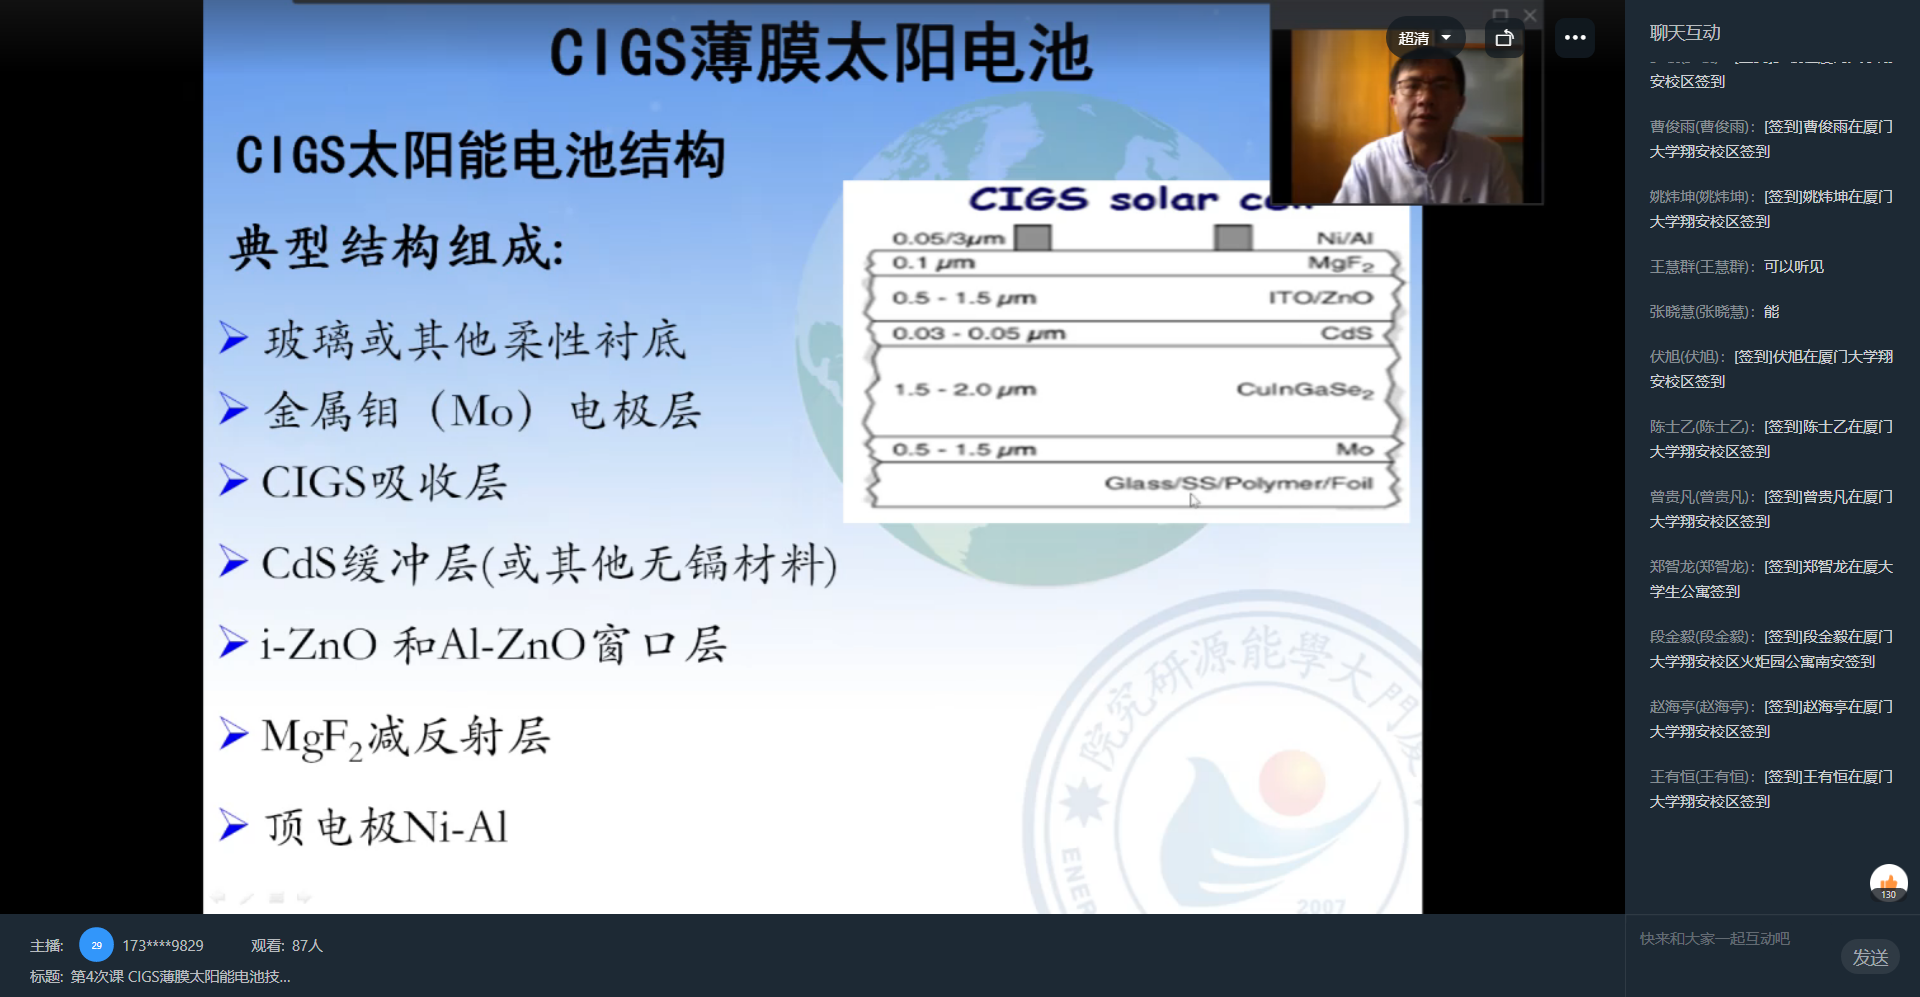 CIGS薄膜太阳电池
CIGS太阳能电池结构
典型结构组成:
玻璃或其他柔性衬底
金属钼（Mo）电极层
CIGS吸收层
CdS缓冲层(或其他无镉材料)
i-ZnO 和Al-ZnO窗口层
MgF₂减反射层
顶电极Ni-Al
CIGS solar
0.05/3μm Ni/Al
0.1 μm MgF₂
0.5 - 1.5 μm ITO/ZnO
0.03 - 0.05 μm CdS
1.5 - 2.0 μm CuInGaSe₂
0.5 - 1.5 μm Mo
Glass/SS/Polymer/Foil
院究研源能學大門廈
ENER
2007
超清
聊天互动
安校区签到
曹俊雨(曹俊雨): [签到]曹俊雨在厦门
大学翔安校区签到
姚炜坤(姚炜坤): [签到]姚炜坤在厦门
大学翔安校区签到
王慧群(王慧群): 可以听见
张晓慧(张晓慧): 能
伏旭(伏旭): [签到]伏旭在厦门大学翔
安校区签到
陈士乙(陈士乙): [签到]陈士乙在厦门
大学翔安校区签到
曾贵凡(曾贵凡): [签到]曾贵凡在厦门
大学翔安校区签到
郑智龙(郑智龙): [签到]郑智龙在厦大
学生公寓签到
段金毅(段金毅): [签到]段金毅在厦门
大学翔安校区火炬园公寓南安签到
赵海亭(赵海亭): [签到]赵海亭在厦门
大学翔安校区签到
王有恒(王有恒): [签到]王有恒在厦门
大学翔安校区签到
130
快来和大家一起互动吧
发送
主播: 29 173****9829 观看: 87人
标题: 第4次课 CIGS薄膜太阳能电池技...